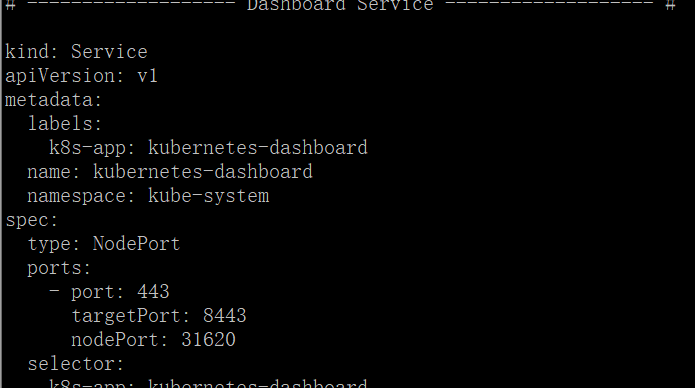 # ------------------- Dashboard Service ------------------- #
kind: Service
apiVersion: v1
metadata:
  labels:
    k8s-app: kubernetes-dashboard
  name: kubernetes-dashboard
  namespace: kube-system
spec:
  type: NodePort
  ports:
    - port: 443
      targetPort: 8443
      nodePort: 31620
  selector:
    k8s-app: kubernetes-dashboard